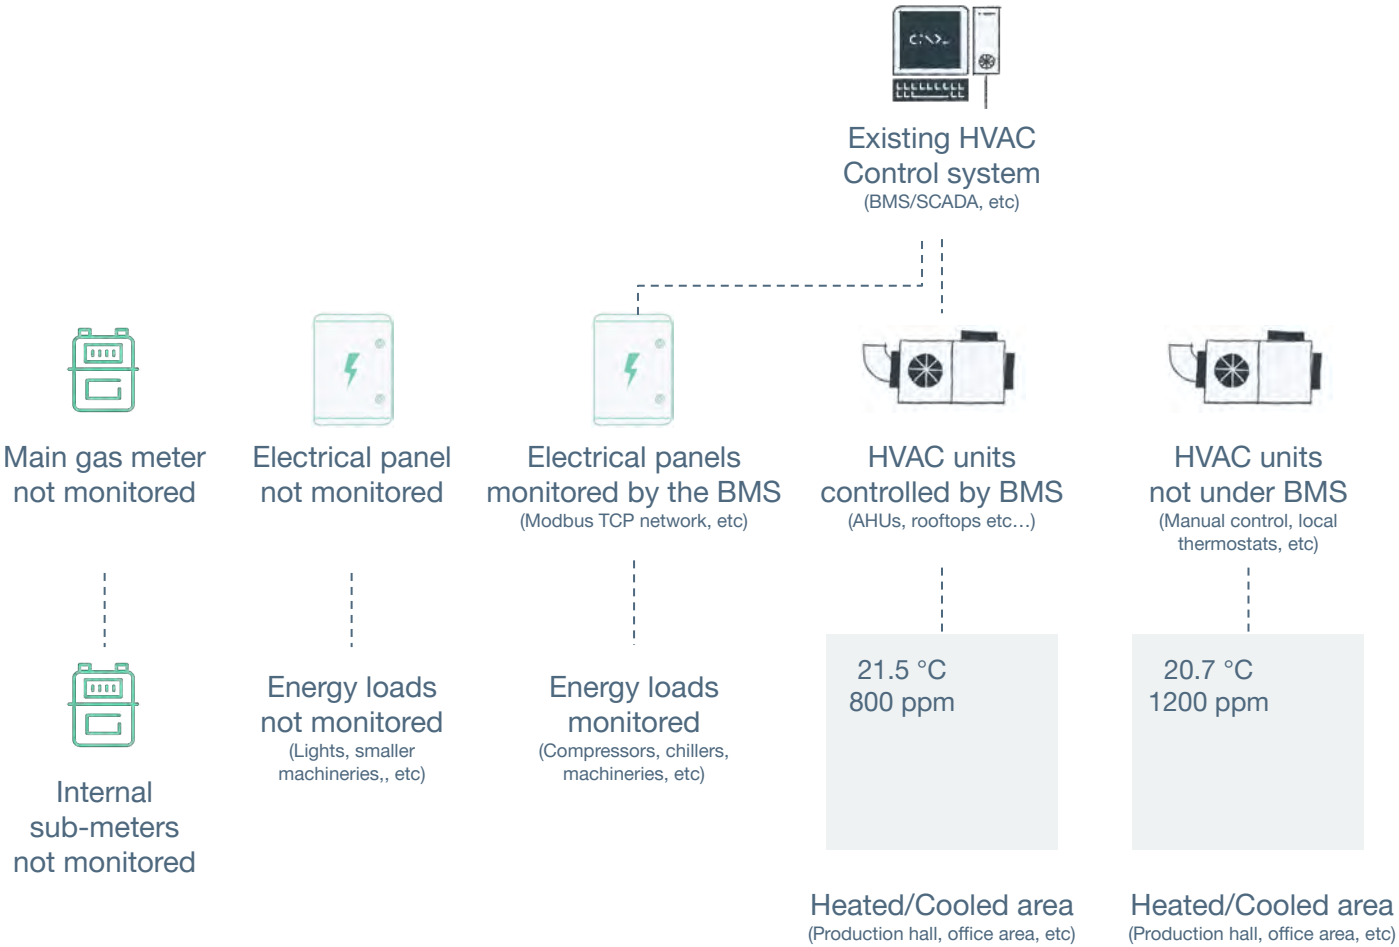 C:\>_
Existing HVAC
Control system
(BMS/SCADA, etc)
Main gas meter
not monitored
Electrical panel
not monitored
Electrical panels
monitored by the BMS
(Modbus TCP network, etc)
HVAC units
controlled by BMS
(AHUs, rooftops etc…)
HVAC units
not under BMS
(Manual control, local
thermostats, etc)
Internal
sub-meters
not monitored
Energy loads
not monitored
(Lights, smaller
machineries,, etc)
Energy loads
monitored
(Compressors, chillers,
machineries, etc)
21.5 °C
800 ppm
Heated/Cooled area
(Production hall, office area, etc)
20.7 °C
1200 ppm
Heated/Cooled area
(Production hall, office area, etc)